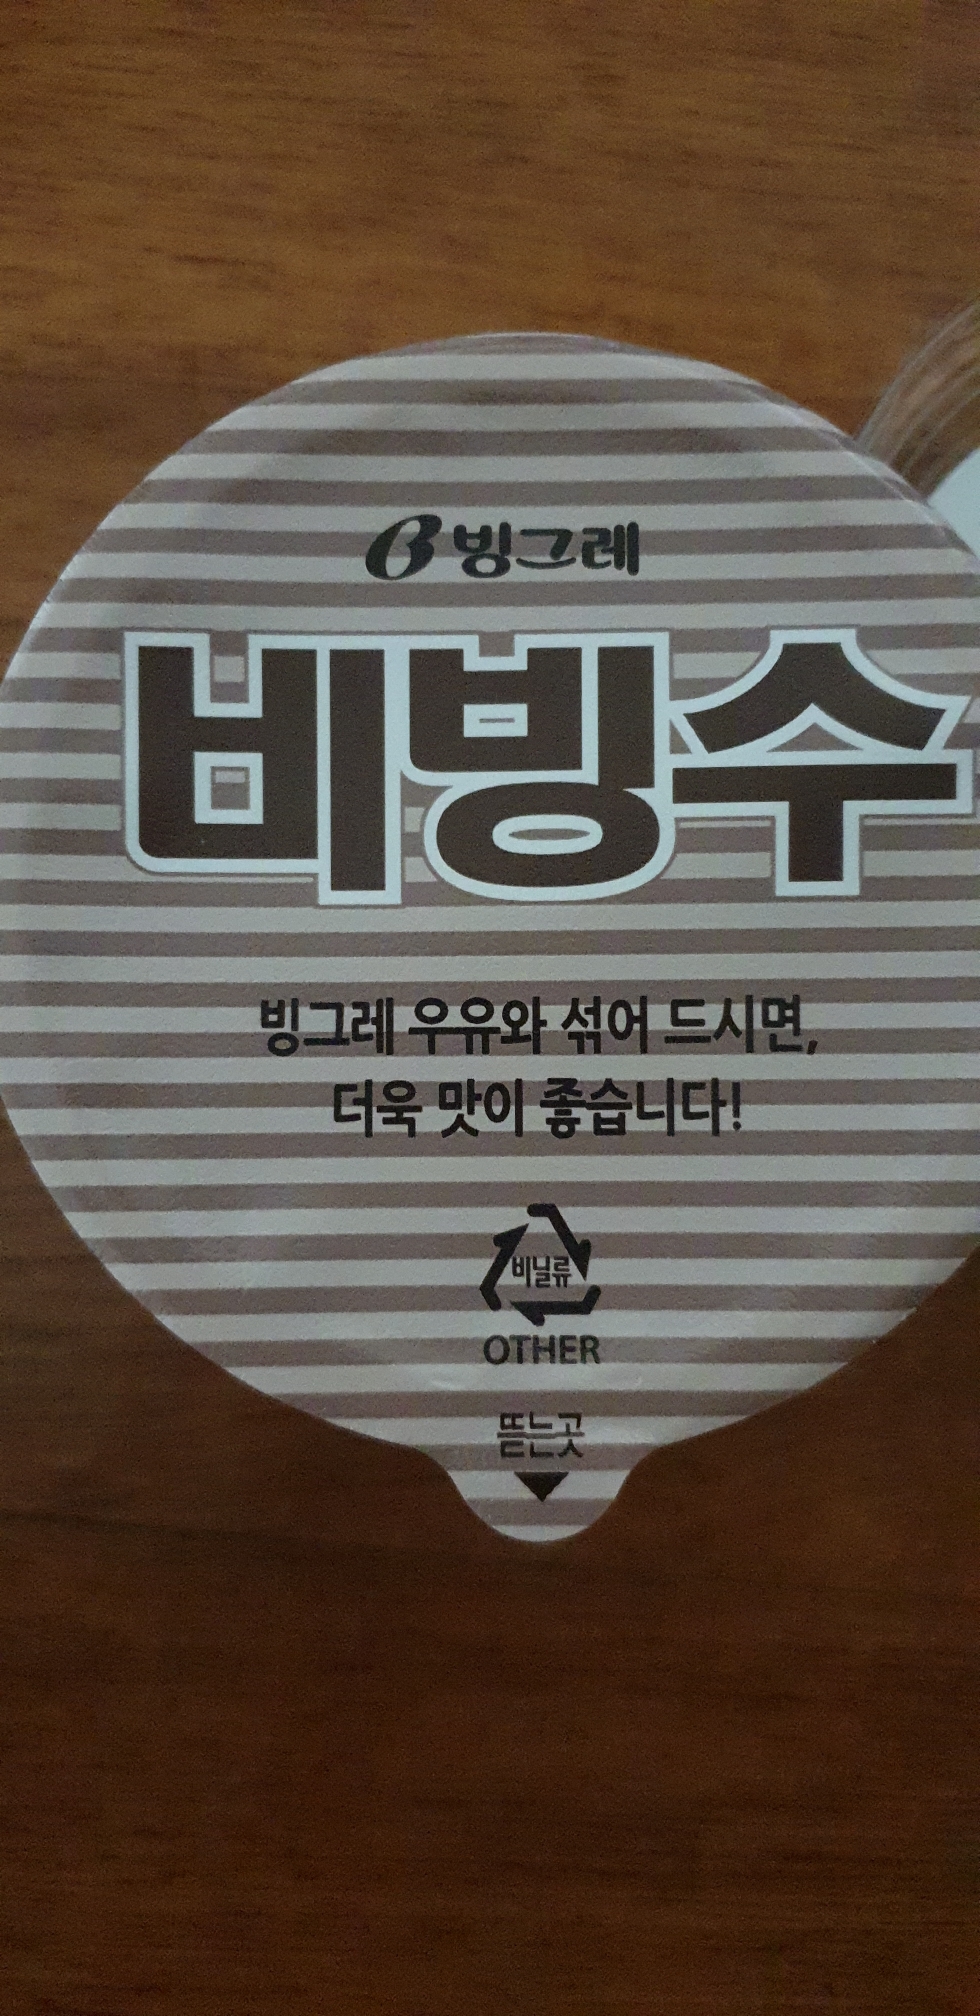 빙그레
비빙수
빙그레 우유와 섞어 드시면,
더욱 맛이 좋습니다!
비닐류
OTHER
뜯는곳